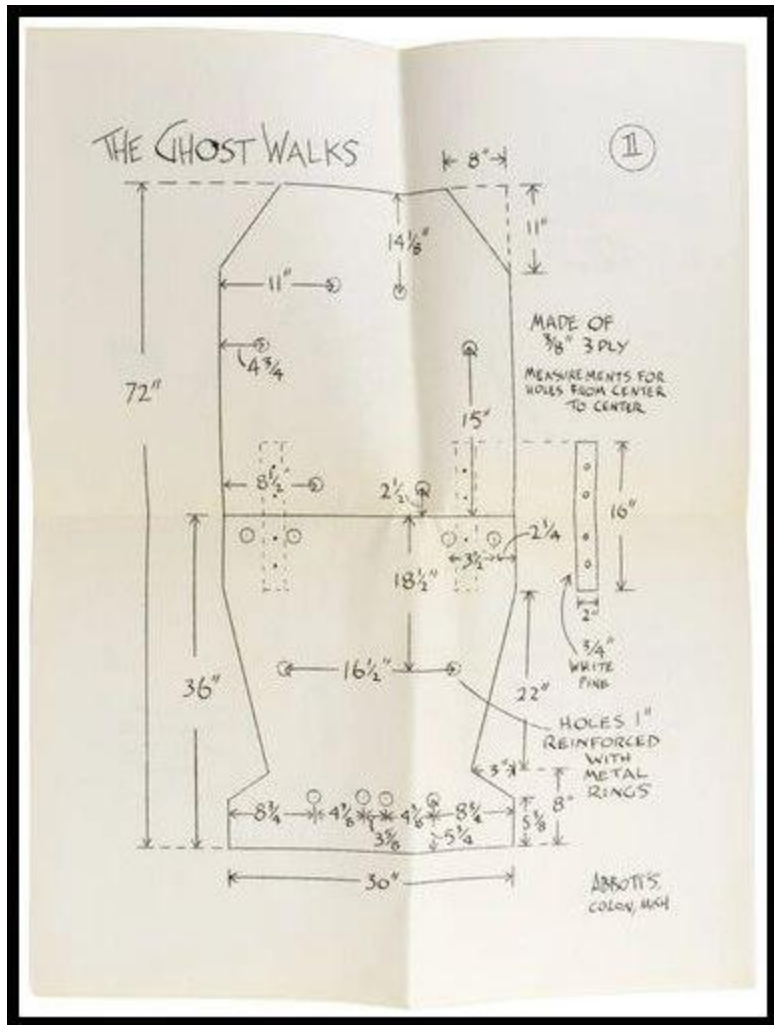 THE GHOST WALKS
1
8"
11"
14 1/8"
11"
MADE OF
3/8" 3 PLY
MEASUREMENTS FOR
HOLES FROM CENTER
TO CENTER
4 3/4
72"
15"
8 1/2"
2 1/2
16"
3 1/2
2 1/4
18 1/2"
2"
3/4"
WHITE
PINE
16 1/2"
36"
22"
HOLES 1"
REINFORCED
WITH
METAL
RINGS
3"
8"
8 3/4
4 3/8
4 3/8
8 3/4
5 3/8
3 5/8
5 3/4
30"
ABBOTT'S,
COLON, MICH